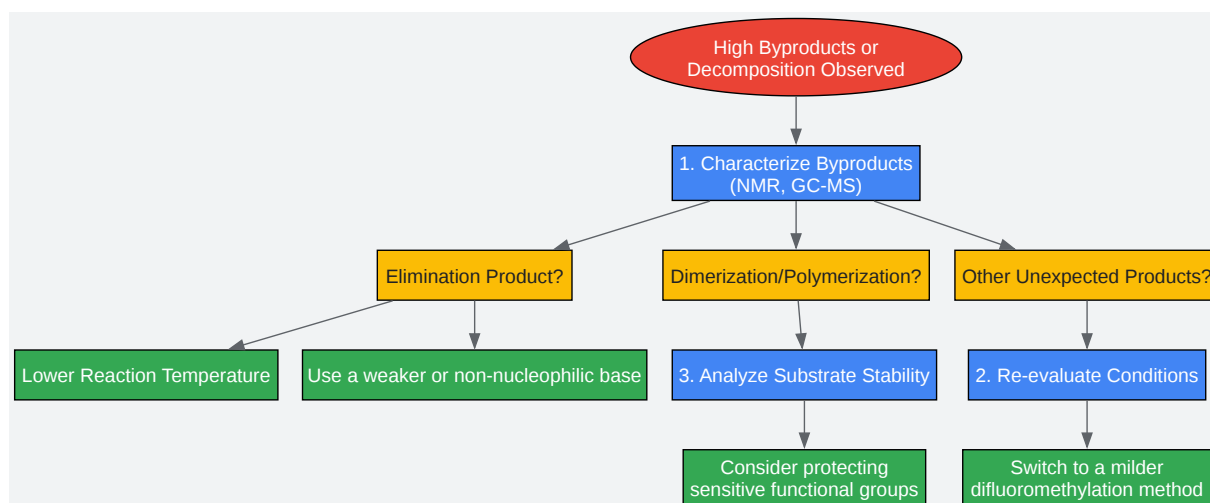 High Byproducts or
Decomposition Observed
1. Characterize Byproducts
(NMR, GC-MS)
Elimination Product?
Dimerization/Polymerization?
Other Unexpected Products?
Lower Reaction Temperature
Use a weaker or non-nucleophilic base
3. Analyze Substrate Stability
2. Re-evaluate Conditions
Consider protecting
sensitive functional groups
Switch to a milder
difluoromethylation method